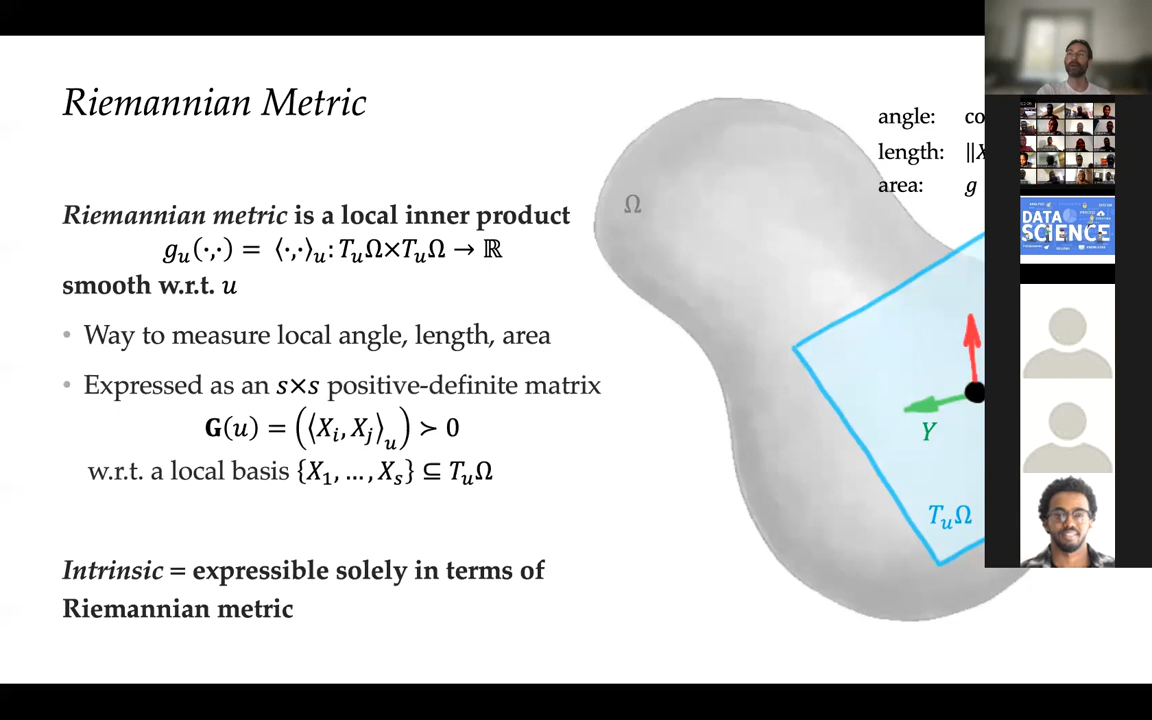 Riemannian Metric
Riemannian metric is a local inner product
g_u(·,·) = ⟨·,·⟩_u: T_uΩ×T_uΩ → ℝ
smooth w.r.t. u
• Way to measure local angle, length, area
• Expressed as an s×s positive-definite matrix
G(u) = (⟨X_i, X_j⟩_u) ≻ 0
w.r.t. a local basis {X_1, …, X_s} ⊆ T_uΩ
Intrinsic = expressible solely in terms of
Riemannian metric
Ω
angle: co
length: ‖X
area: g
Y
T_uΩ
DATA
SCIENCE